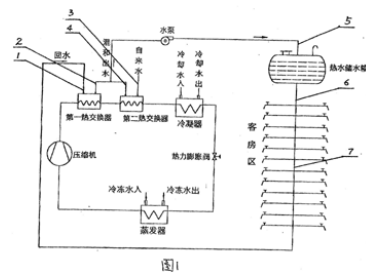 水泵
3
2
4
1
回水
混和出水
自来水
冷却水入
冷却水出
5
热水储水箱
6
第一热交换器
第二热交换器
冷凝器
客房区
压缩机
热力膨胀阀
7
冷冻水入
冷冻水出
蒸发器
图1